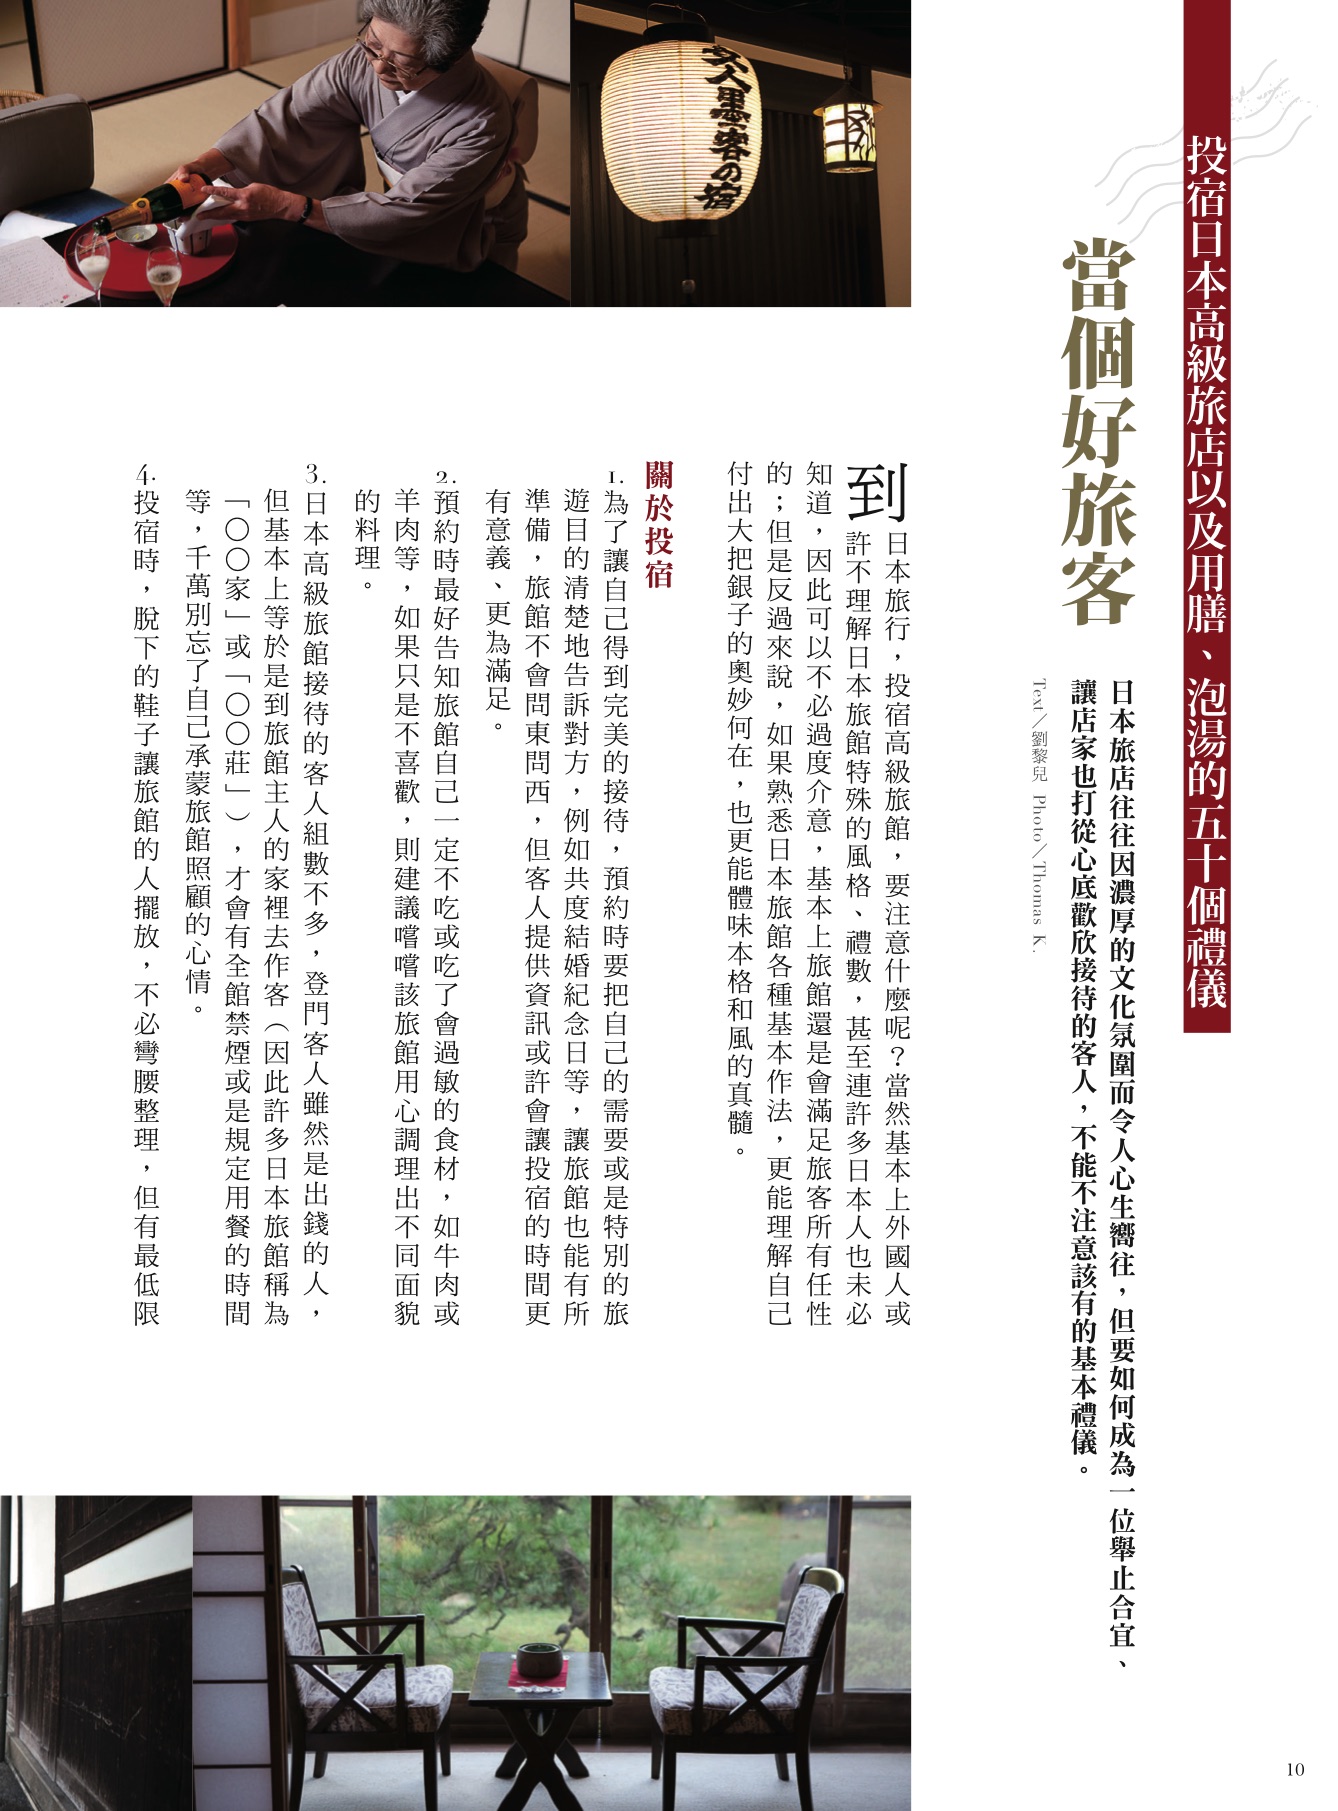 投宿日本高級旅店以及用膳、泡湯的五十個禮儀
當個好旅客
日本旅店往往因濃厚的文化氛圍而令人心生嚮往，但要如何成為一位舉止合宜、
讓店家也打從心底歡欣接待的客人，不能不注意該有的基本禮儀。
Text／劉黎兒 Photo／Thomas K.
到日本旅行，投宿高級旅館，要注意什麼呢？當然基本上外國人或
許不理解日本旅館特殊的風格、禮數，甚至連許多日本人也未必
知道，因此可以不必過度介意，基本上旅館還是會滿足旅客所有任性
的；但是反過來說，如果熟悉日本旅館各種基本作法，更能理解自己
付出大把銀子的奧妙何在，也更能體味本格和風的真髓。
關於投宿
1.為了讓自己得到完美的接待，預約時要把自己的需要或是特別的旅
遊目的清楚地告訴對方，例如共度結婚紀念日等，讓旅館也能有所
準備，旅館不會問東問西，但客人提供資訊或許會讓投宿的時間更
有意義、更為滿足。
2.預約時最好告知旅館自己一定不吃或吃了會過敏的食材，如牛肉或
羊肉等，如果只是不喜歡，則建議嚐嚐該旅館用心調理出不同面貌
的料理。
3.日本高級旅館接待的客人組數不多，登門客人雖然是出錢的人，
但基本上等於是到旅館主人的家裡去作客（因此許多日本旅館稱為
「〇〇家」或「〇〇莊」），才會有全館禁煙或是規定用餐的時間
等，千萬別忘了自己承蒙旅館照顧的心情。
4.投宿時，脫下的鞋子讓旅館的人擺放，不必彎腰整理，但有最低限
文人墨客の宿
10